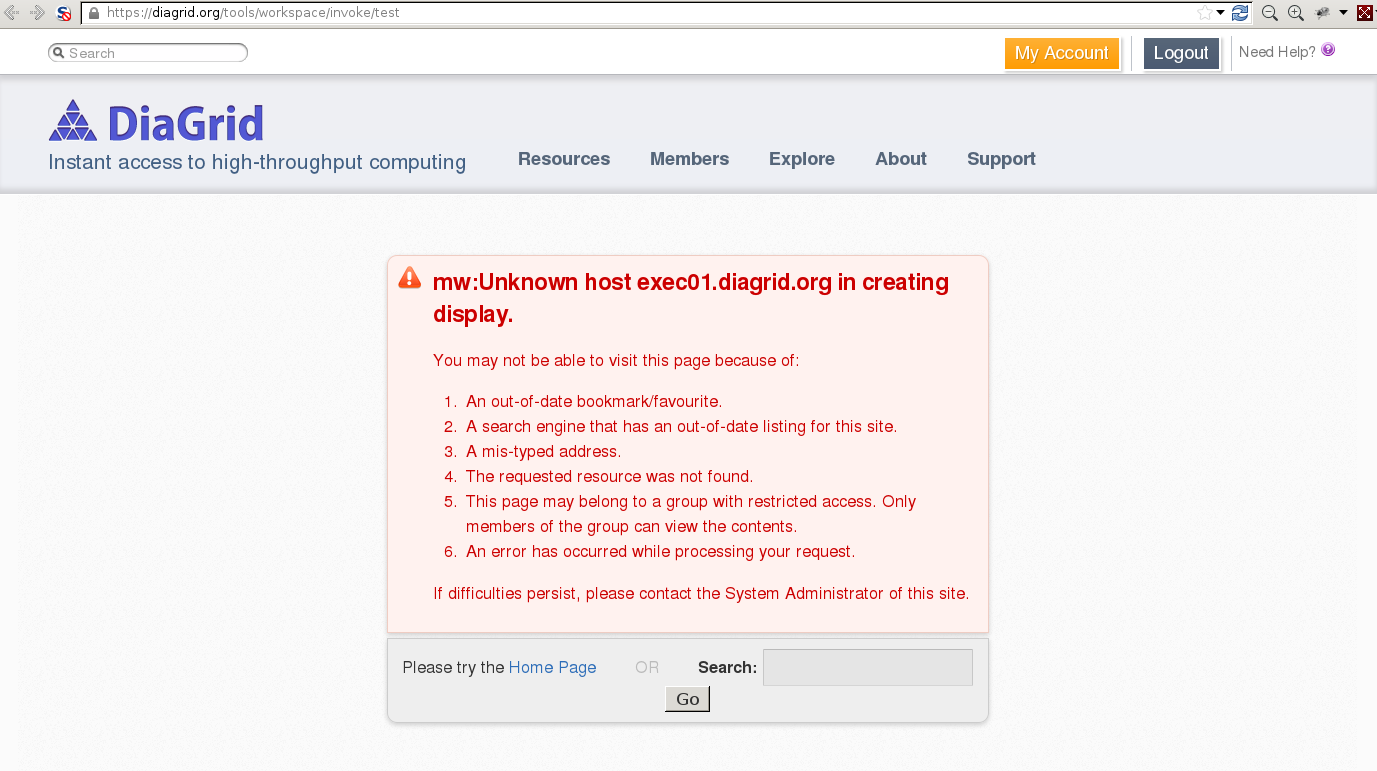 https://diagrid.org/tools/workspace/invoke/test
Search
My Account
Logout
Need Help? ?
DiaGrid
Instant access to high-throughput computing
Resources
Members
Explore
About
Support
mw:Unknown host exec01.diagrid.org in creating
display.
You may not be able to visit this page because of:
1. An out-of-date bookmark/favourite.
2. A search engine that has an out-of-date listing for this site.
3. A mis-typed address.
4. The requested resource was not found.
5. This page may belong to a group with restricted access. Only
members of the group can view the contents.
6. An error has occurred while processing your request.
If difficulties persist, please contact the System Administrator of this site.
Please try the Home Page
OR
Search:
Go